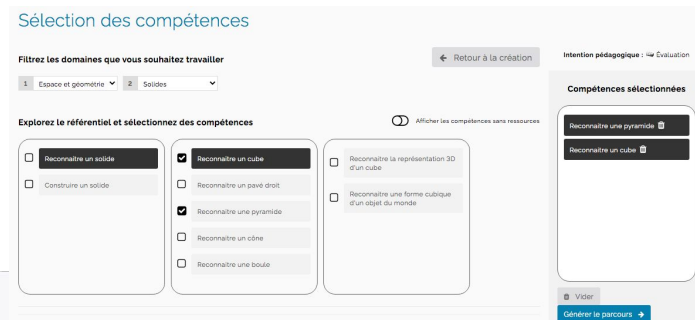 Sélection des compétences
Filtrez les domaines que vous souhaitez travailler
← Retour à la création
1 Espace et géométrie 2 Solides
Explorez le référentiel et sélectionnez des compétences
Afficher les compétences sans ressources
Reconnaitre un solide
Construire un solide
Reconnaitre un cube
Reconnaitre un pavé droit
Reconnaitre une pyramide
Reconnaitre un cône
Reconnaitre une boule
Reconnaitre la représentation 3D
d'un cube
Reconnaitre une forme cubique
d'un objet du monde
Intention pédagogique : Évaluation
Compétences sélectionnées
Reconnaitre une pyramide
Reconnaitre un cube
Vider
Générer le parcours →